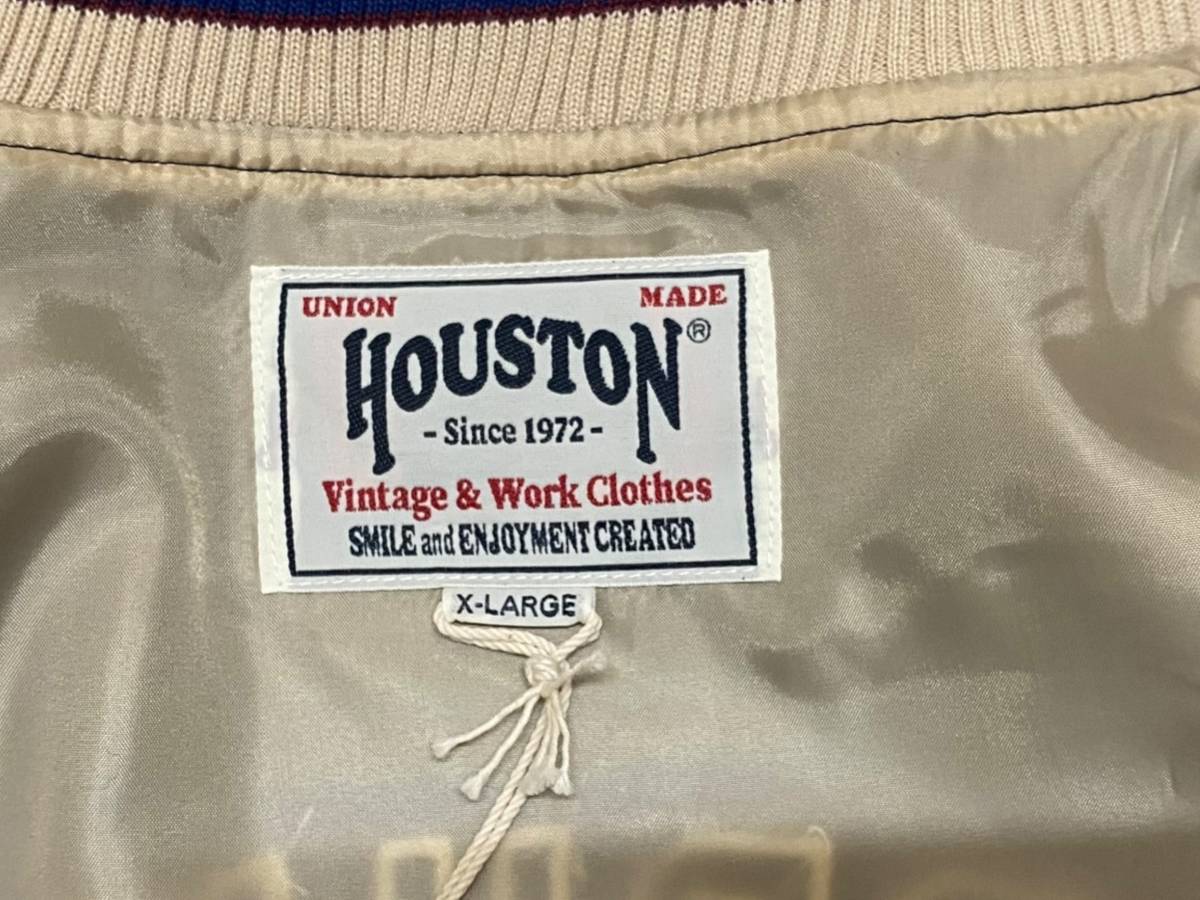 UNION MADE
HOUSTON®
- Since 1972 -
Vintage & Work Clothes
SMILE and ENJOYMENT CREATED
X-LARGE